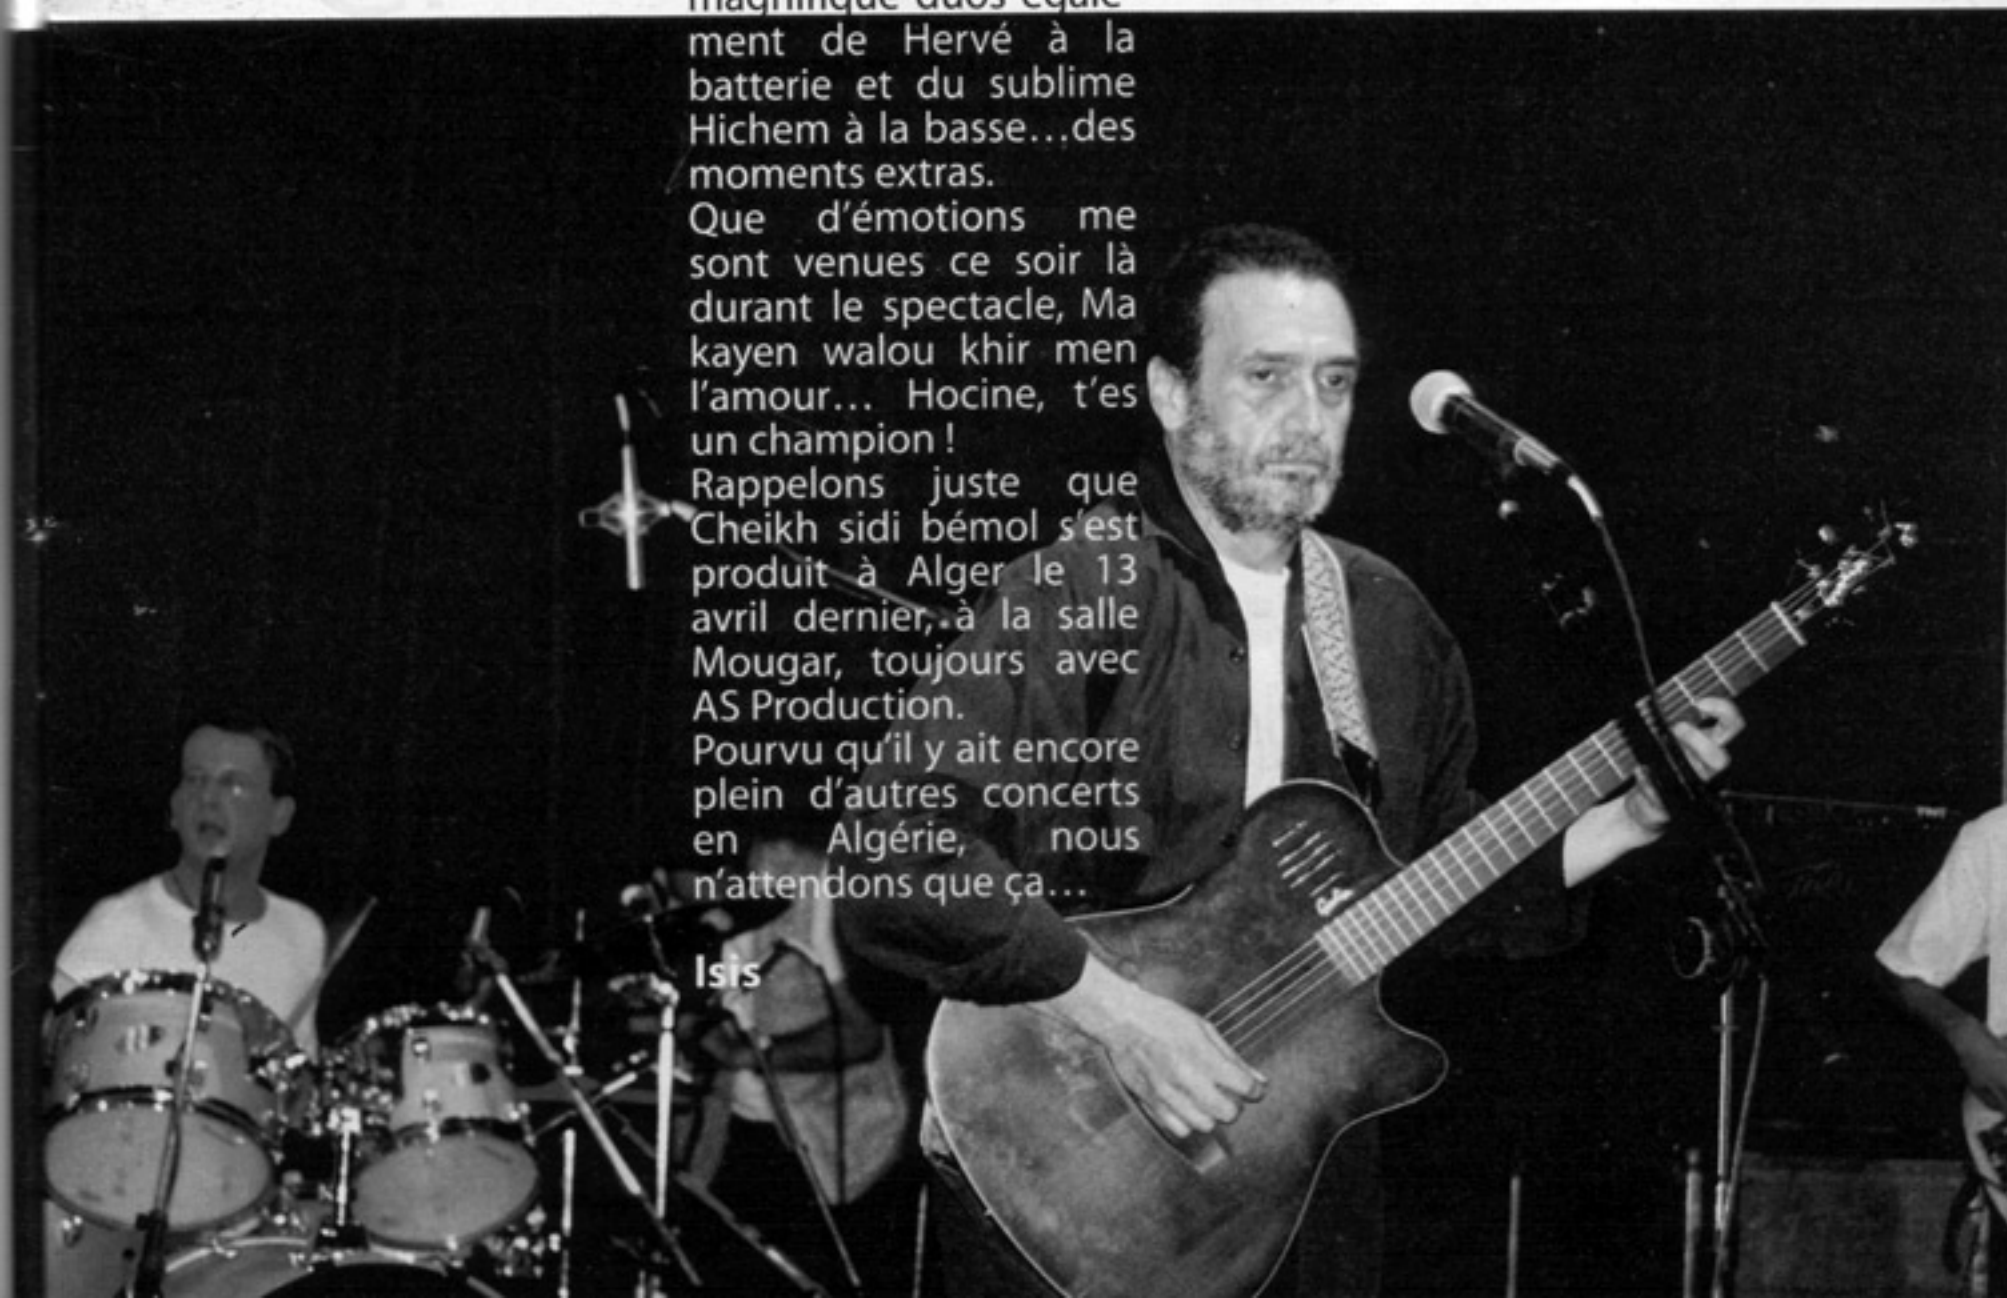 magnifique duos égale-
ment de Hervé à la
batterie et du sublime
Hichem à la basse...des
moments extras.
Que d'émotions me
sont venues ce soir là
durant le spectacle, Ma
kayen walou khir men
l'amour... Hocine, t'es
un champion !
Rappelons juste que
Cheikh sidi bémol s'est
produit à Alger le 13
avril dernier, à la salle
Mougar, toujours avec
AS Production.
Pourvu qu'il y ait encore
plein d'autres concerts
en Algérie, nous
n'attendons que ça...
Isis